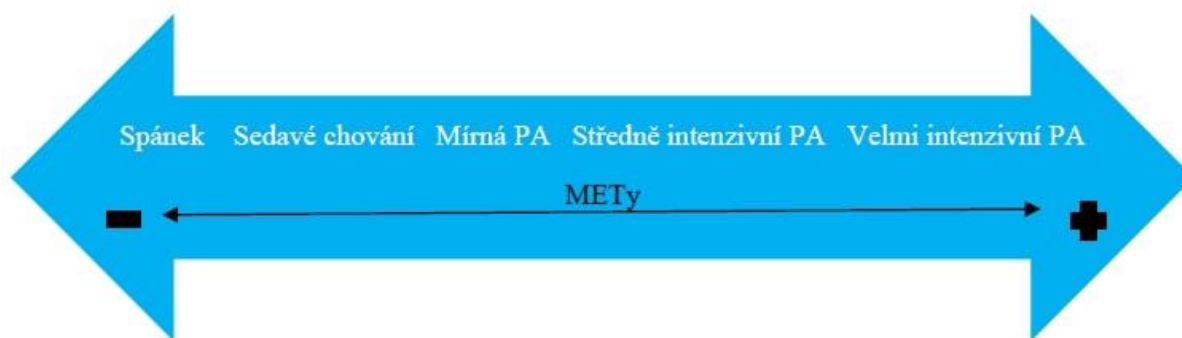 Spánek Sedavé chování Mírná PA Středně intenzivní PA Velmi intenzivní PA
METy